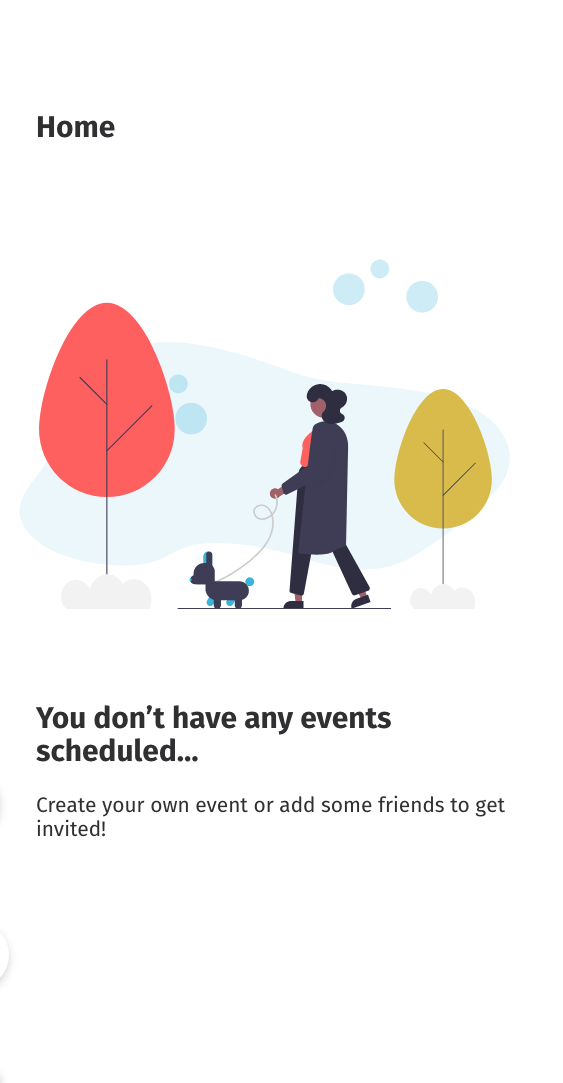 Home
You don’t have any events
scheduled...
Create your own event or add some friends to get
invited!